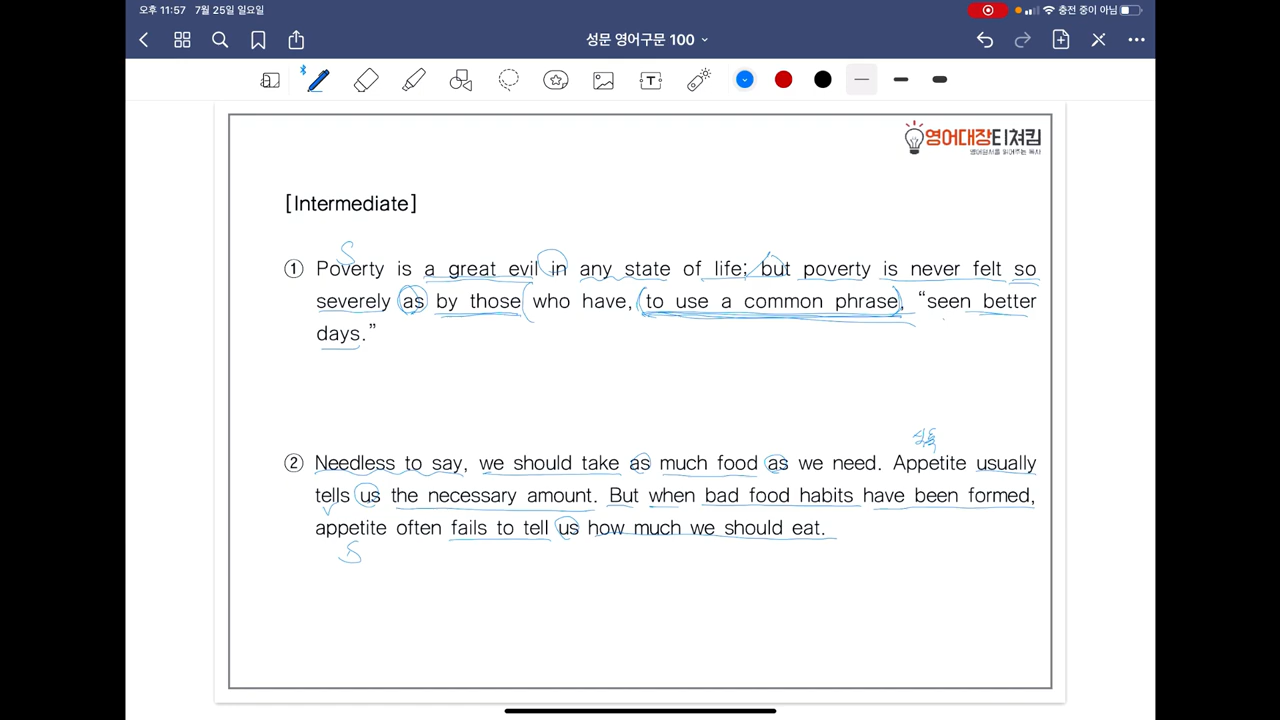 오후 11:57 7월 25일 일요일
충전 중이 아님
성문 영어구문 100
영어대장티쳐킴
[Intermediate]
S
① Poverty is a great evil in any state of life; but poverty is never felt so
severely as by those who have, to use a common phrase, “seen better
days.”
식욕
② Needless to say, we should take as much food as we need. Appetite usually
tells us the necessary amount. But when bad food habits have been formed,
appetite often fails to tell us how much we should eat.
S